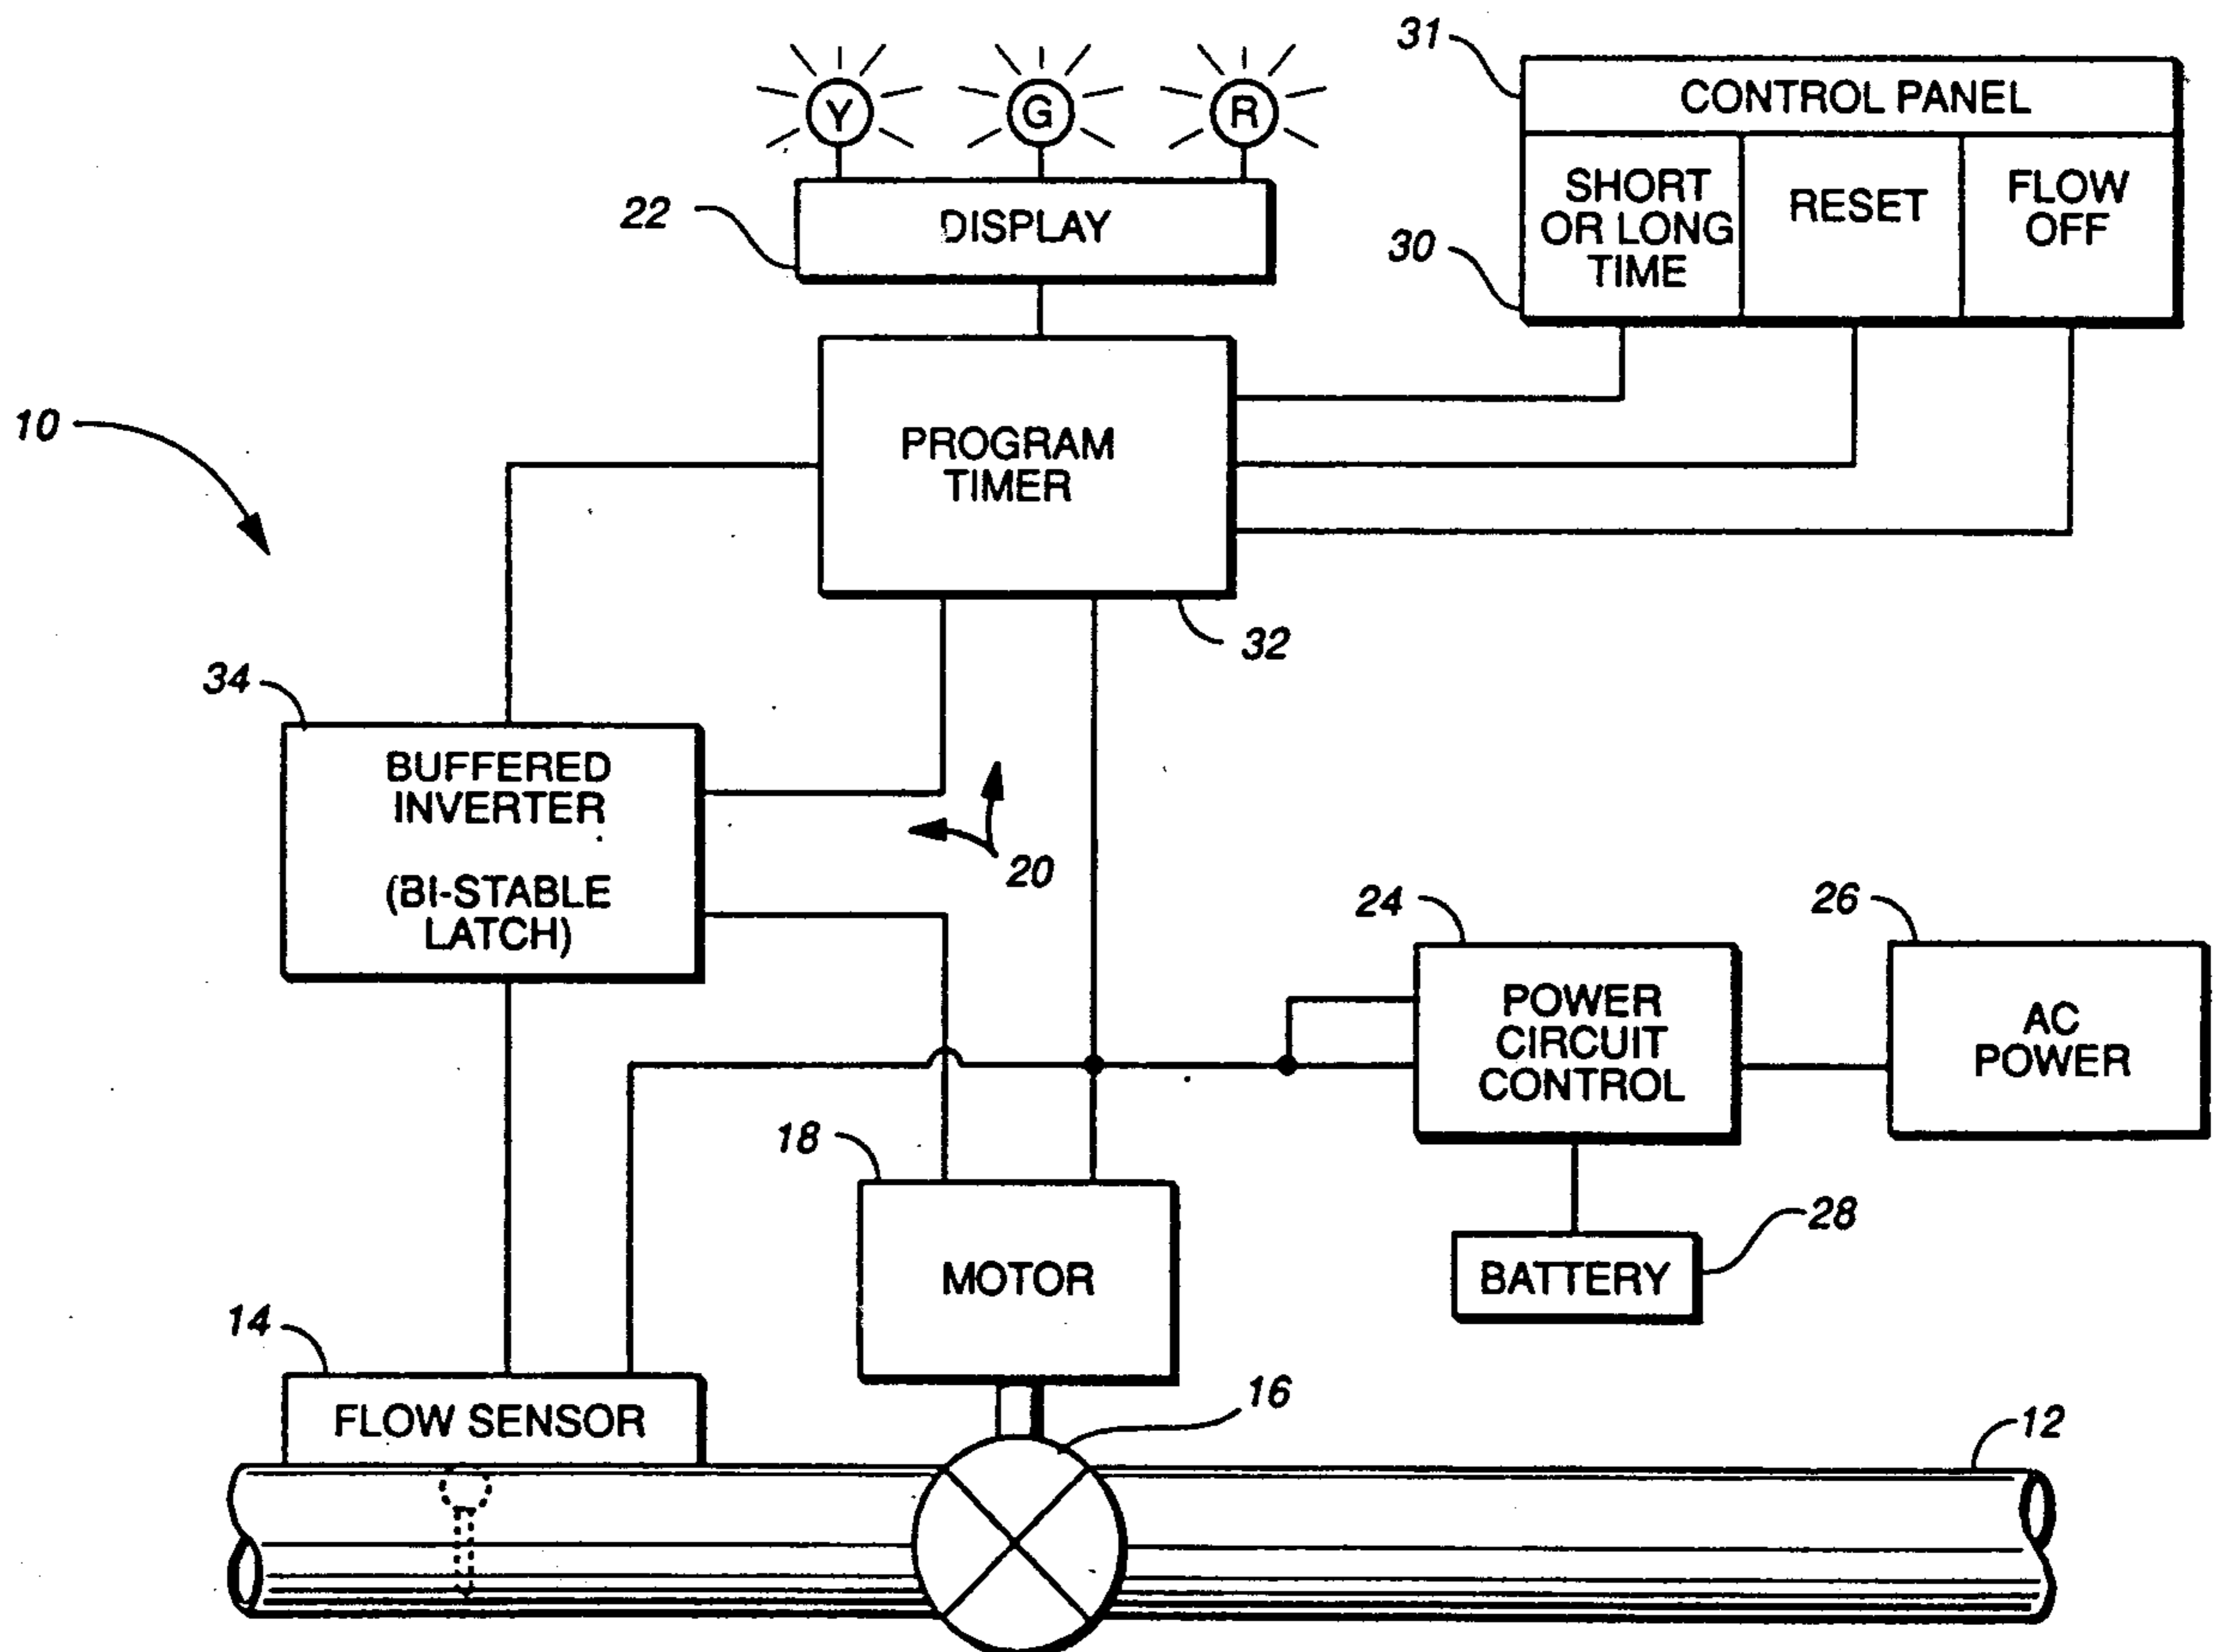 31
CONTROL PANEL
Y
G
R
SHORT
OR LONG
TIME
RESET
FLOW
OFF
22
DISPLAY
30
10
PROGRAM
TIMER
32
34
BUFFERED
INVERTER
(BI-STABLE
LATCH)
20
24
26
POWER
CIRCUIT
CONTROL
AC
POWER
18
28
MOTOR
BATTERY
14
16
12
FLOW SENSOR